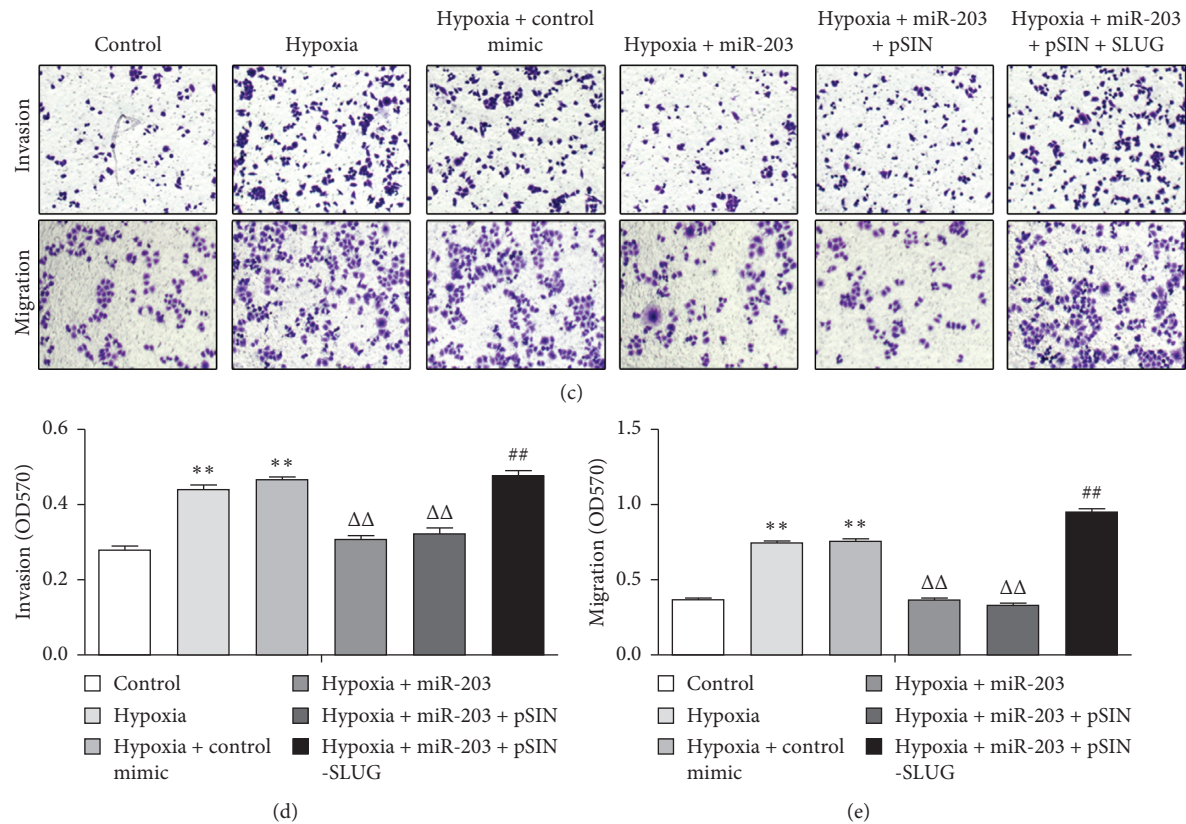 Control
Hypoxia
Hypoxia + control
mimic
Hypoxia + miR-203
Hypoxia + miR-203
+ pSIN
Hypoxia + miR-203
+ pSIN + SLUG
Invasion
Migration
(c)
Invasion (OD570)
0.6
0.4
0.2
0.0
**
**
ΔΔ
ΔΔ
##
Control
Hypoxia
Hypoxia + control
mimic
Hypoxia + miR-203
Hypoxia + miR-203 + pSIN
Hypoxia + miR-203 + pSIN
-SLUG
(d)
Migration (OD570)
1.5
1.0
0.5
0.0
**
**
ΔΔ
ΔΔ
##
Control
Hypoxia
Hypoxia + control
mimic
Hypoxia + miR-203
Hypoxia + miR-203 + pSIN
Hypoxia + miR-203 + pSIN
-SLUG
(e)